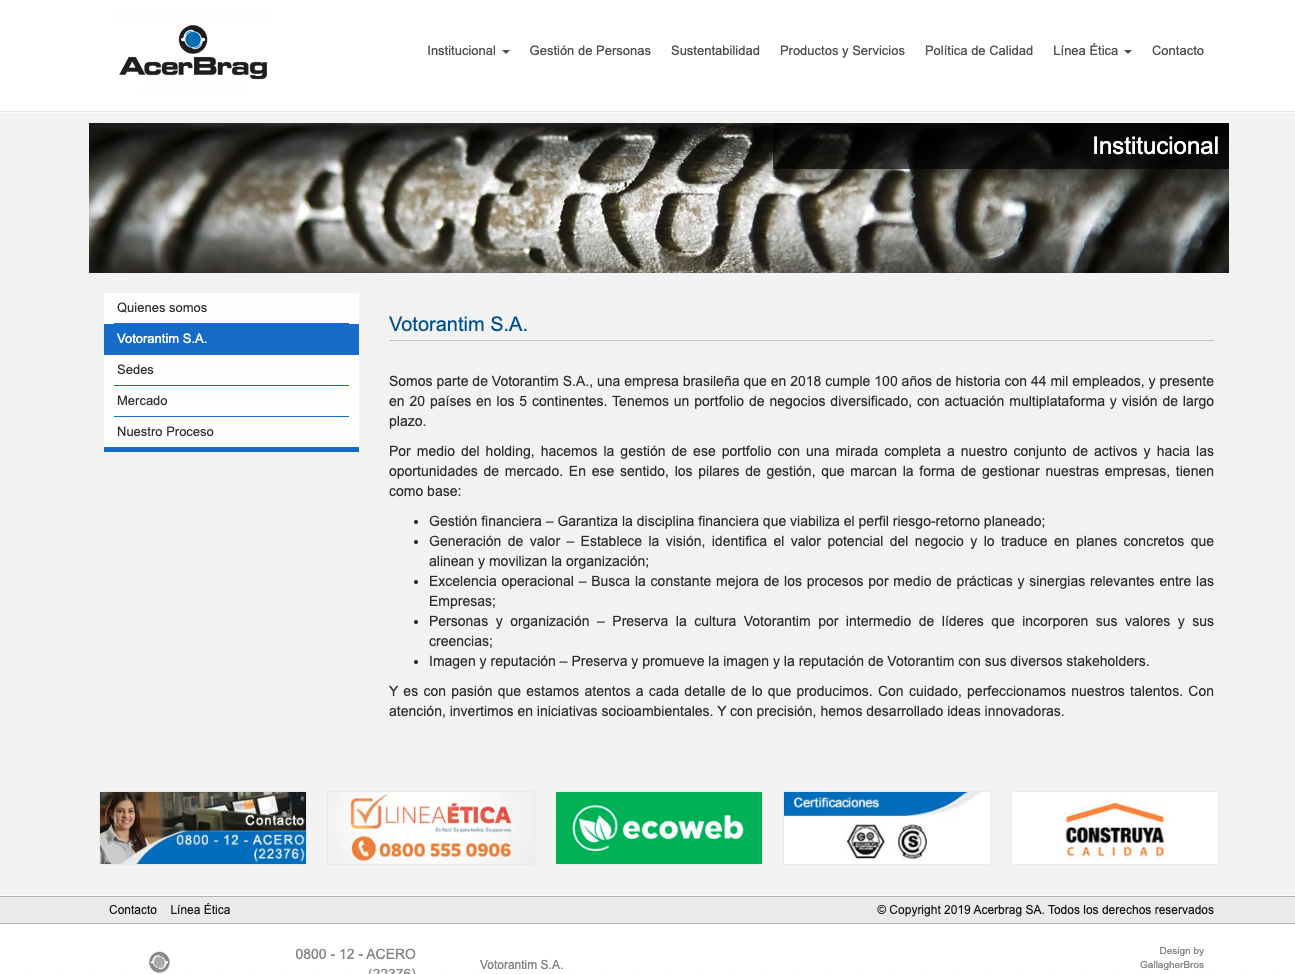 AcerBrag
Institucional
Gestión de Personas
Sustentabilidad
Productos y Servicios
Política de Calidad
Línea Ética
Contacto
ACERBRAG
Institucional
Quienes somos
Votorantim S.A.
Sedes
Mercado
Nuestro Proceso
Votorantim S.A.
Somos parte de Votorantim S.A., una empresa brasileña que en 2018 cumple 100 años de historia con 44 mil empleados, y presente
en 20 países en los 5 continentes. Tenemos un portfolio de negocios diversificado, con actuación multiplataforma y visión de largo
plazo.
Por medio del holding, hacemos la gestión de ese portfolio con una mirada completa a nuestro conjunto de activos y hacia las
oportunidades de mercado. En ese sentido, los pilares de gestión, que marcan la forma de gestionar nuestras empresas, tienen
como base:
• Gestión financiera – Garantiza la disciplina financiera que viabiliza el perfil riesgo-retorno planeado;
• Generación de valor – Establece la visión, identifica el valor potencial del negocio y lo traduce en planes concretos que
alinean y movilizan la organización;
• Excelencia operacional – Busca la constante mejora de los procesos por medio de prácticas y sinergias relevantes entre las
Empresas;
• Personas y organización – Preserva la cultura Votorantim por intermedio de líderes que incorporen sus valores y sus
creencias;
• Imagen y reputación – Preserva y promueve la imagen y la reputación de Votorantim con sus diversos stakeholders.
Y es con pasión que estamos atentos a cada detalle de lo que producimos. Con cuidado, perfeccionamos nuestros talentos. Con
atención, invertimos en iniciativas socioambientales. Y con precisión, hemos desarrollado ideas innovadoras.
Contacto
0800 - 12 - ACERO
(22376)
LINEAÉTICA
Es fácil. Es para todos. Es para vos.
0800 555 0906
ecoweb
Certificaciones
CONSTRUYA
CALIDAD
Contacto
Línea Ética
© Copyright 2019 Acerbrag SA. Todos los derechos reservados
0800 - 12 - ACERO
(22376)
Votorantim S.A.
Design by
GallagherBros